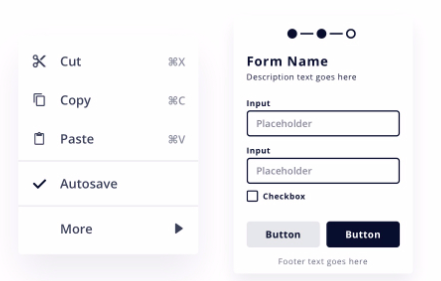 Cut ⌘X
Copy ⌘C
Paste ⌘V
Autosave
More
Form Name
Description text goes here
Input
Placeholder
Input
Placeholder
Checkbox
Button Button
Footer text goes here